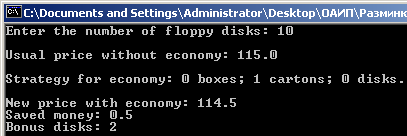 C:\Documents and Settings\Administrator\Desktop\ОАИП\Размин
Enter the number of floppy disks: 10
Usual price without economy: 115.0
Strategy for economy: 0 boxes; 1 cartons; 0 disks.
New price with economy: 114.5
Saved money: 0.5
Bonus disks: 2